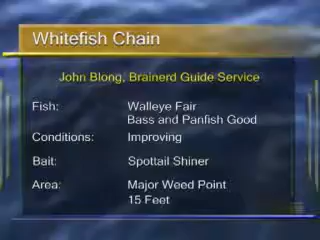 Whitefish Chain
John Blong, Brainerd Guide Service
Fish: Walleye Fair
Bass and Panfish Good
Conditions: Improving
Bait: Spottail Shiner
Area: Major Weed Point
15 Feet